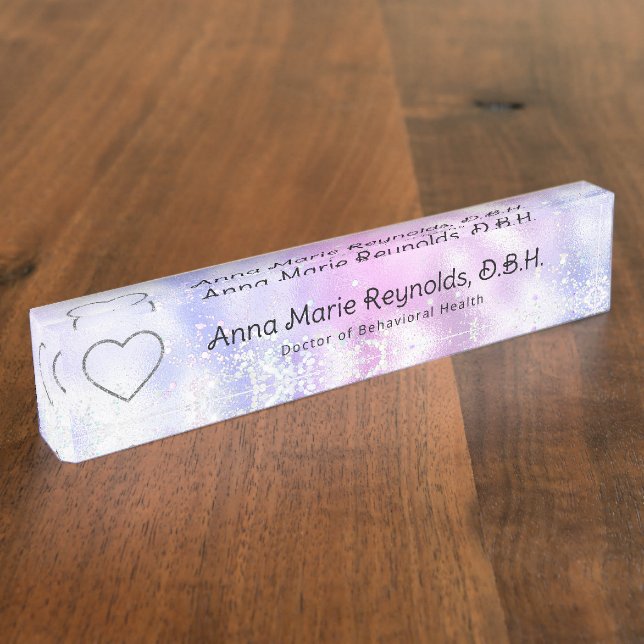 Anna Marie Reynolds, D.B.H.
Doctor of Behavioral Health